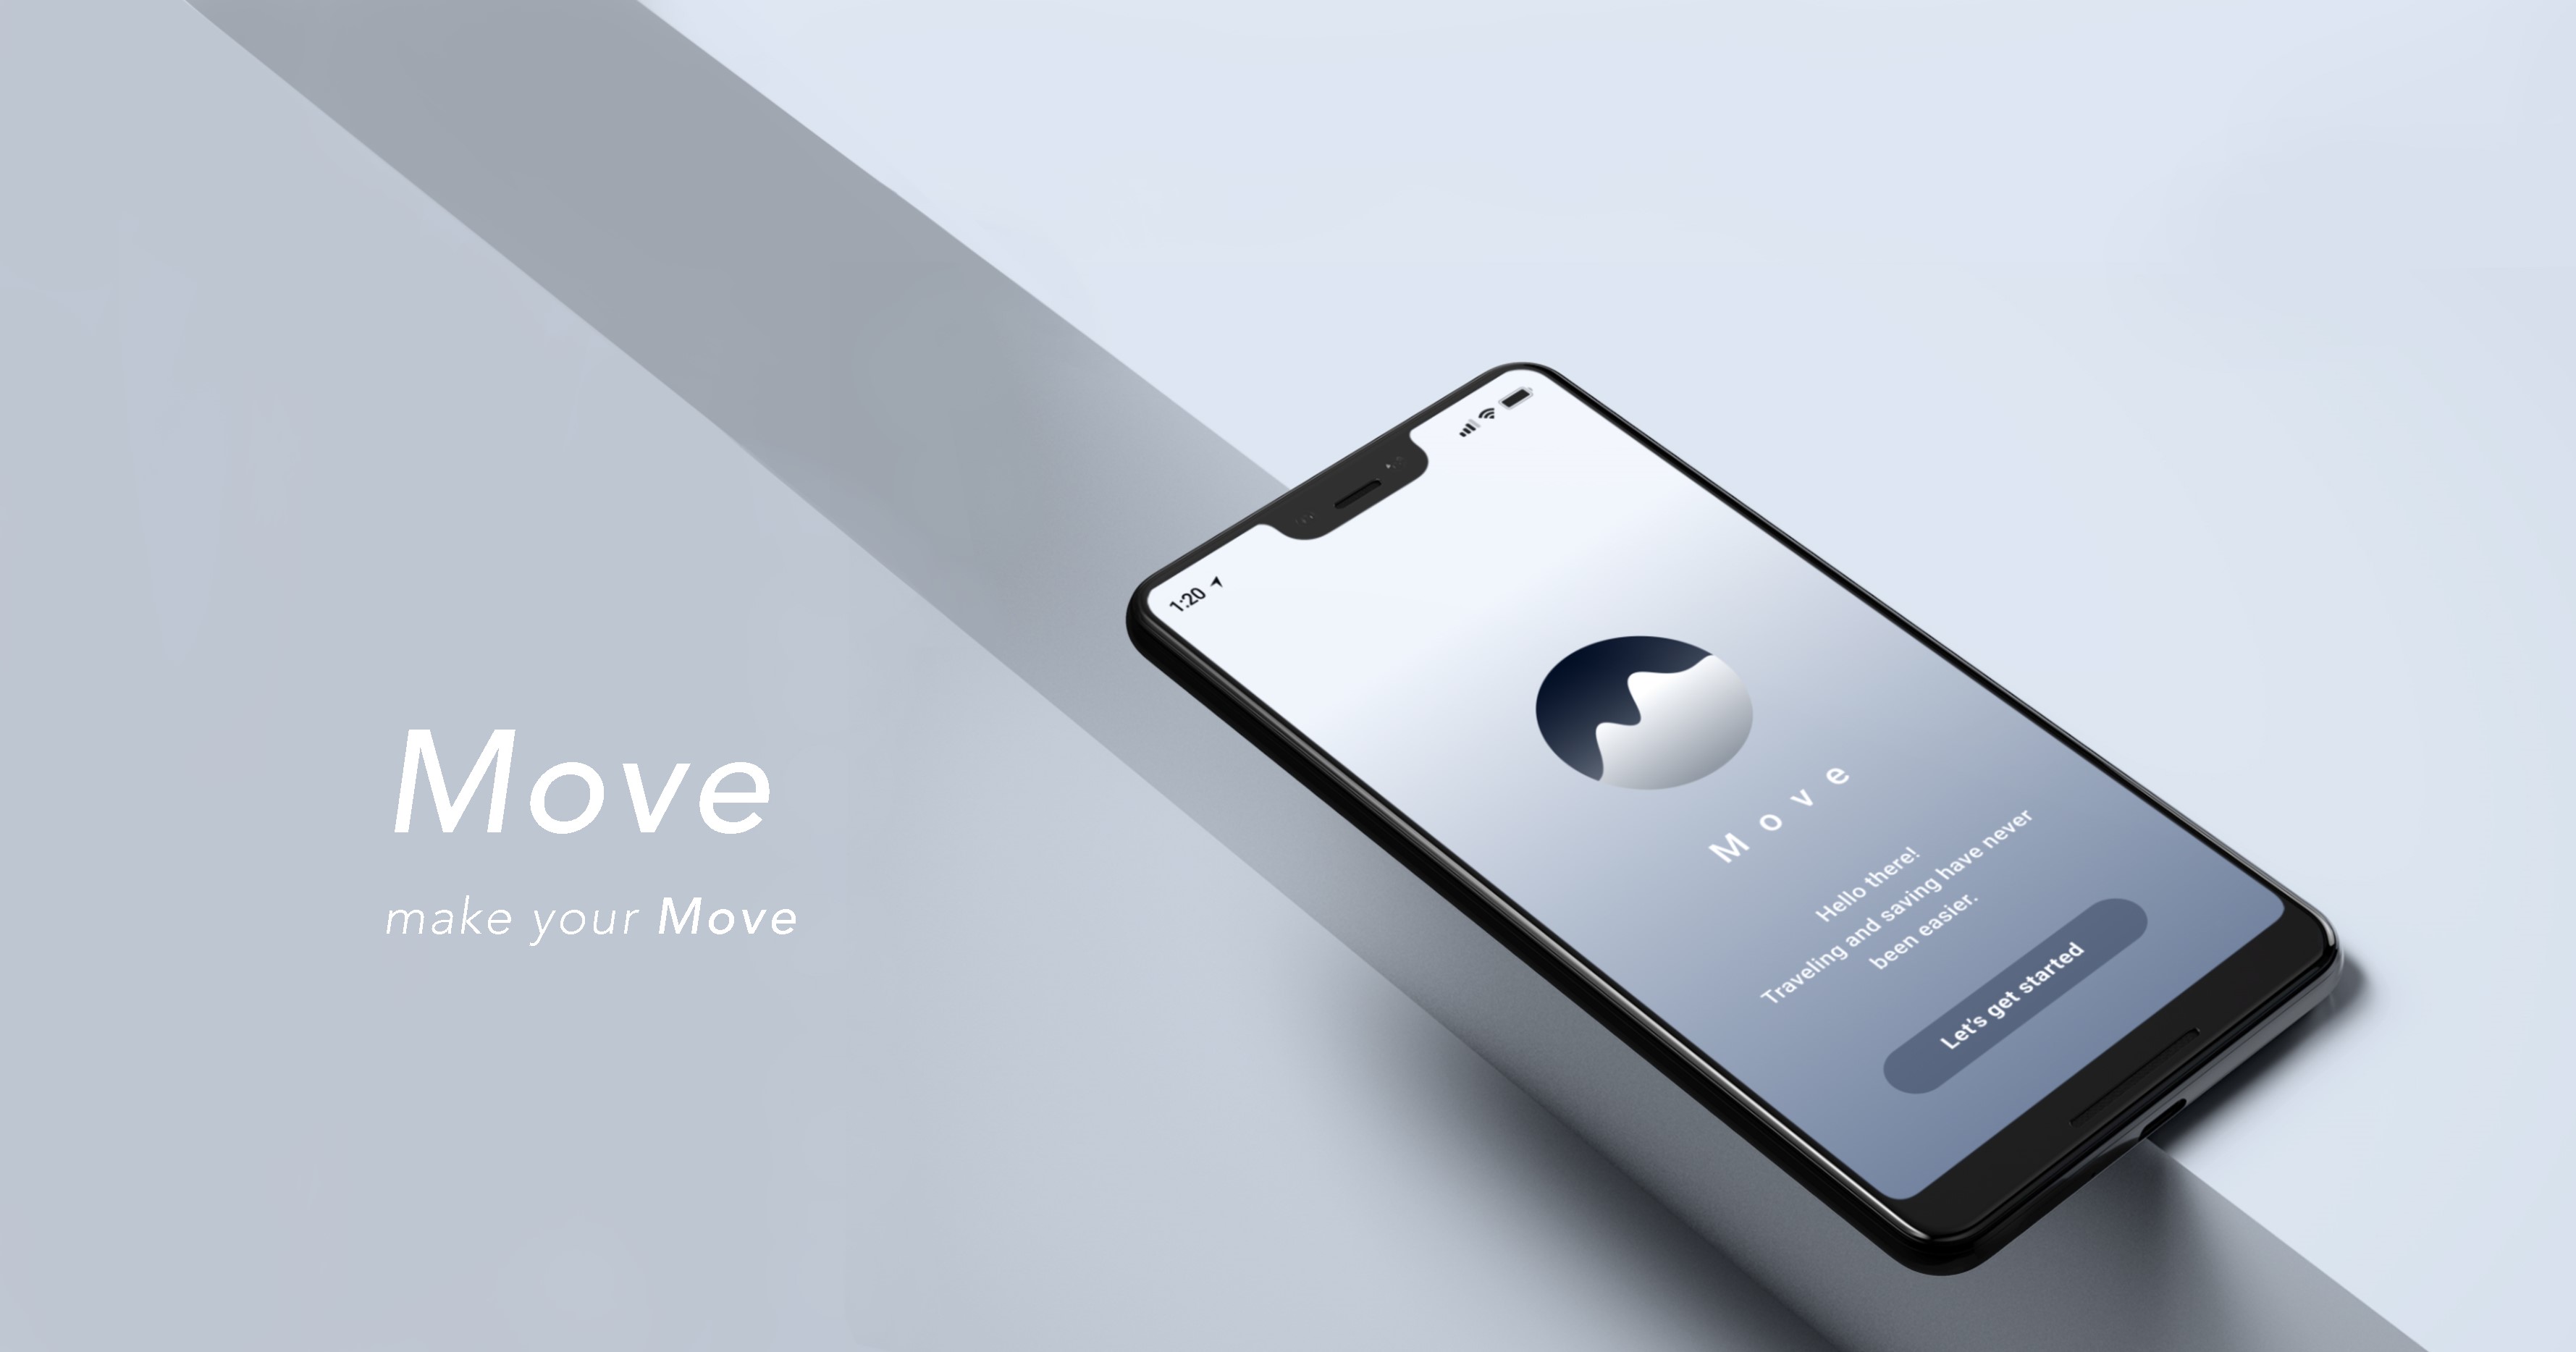 Move
make your Move
1:20
Move
Hello there!
Traveling and saving have never
been easier.
Let's get started